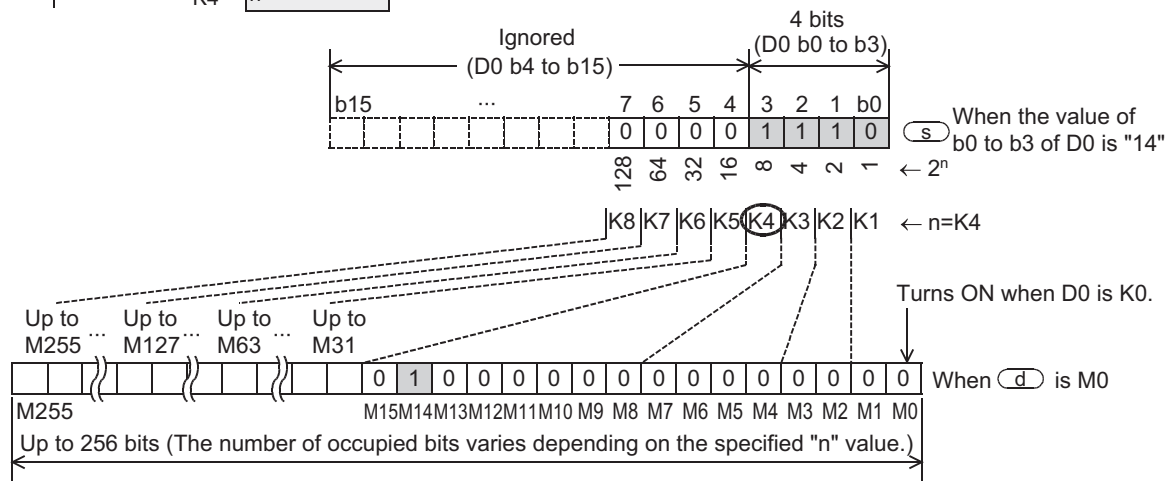 K4
4 bits
Ignored
(D0 b0 to b3)
(D0 b4 to b15)
b15 ... 7 6 5 4 3 2 1 b0
0 0 0 0 1 1 1 0
s When the value of
b0 to b3 of D0 is "14"
128 64 32 16 8 4 2 1 ← 2ⁿ
K8 K7 K6 K5 K4 K3 K2 K1 ← n=K4
Turns ON when D0 is K0.
Up to ... Up to ... Up to ... Up to
M255 M127 M63 M31
0 1 0 0 0 0 0 0 0 0 0 0 0 0 0 0 When d is M0
M255 M15 M14 M13 M12 M11 M10 M9 M8 M7 M6 M5 M4 M3 M2 M1 M0
Up to 256 bits (The number of occupied bits varies depending on the specified "n" value.)